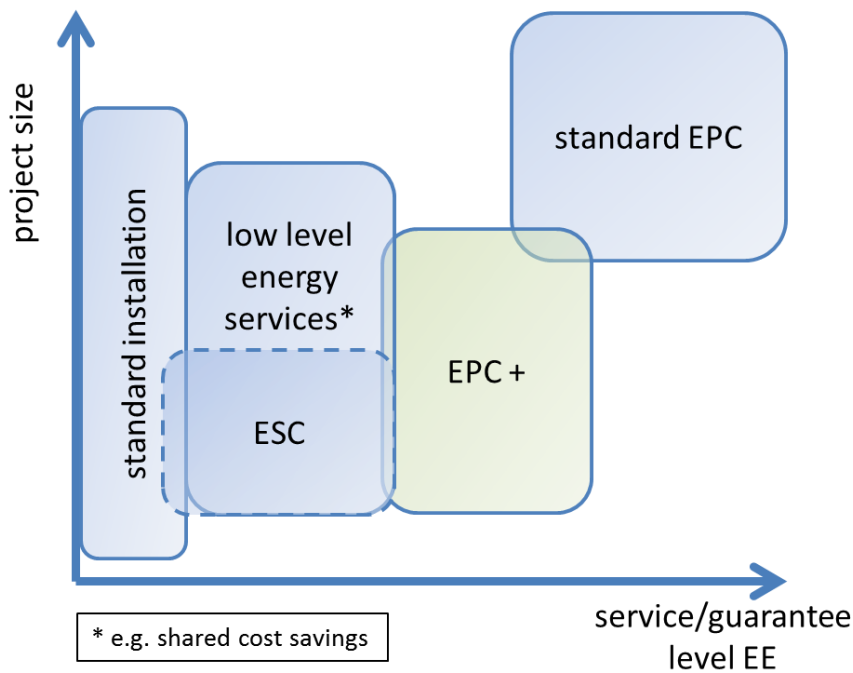 project size
standard installation
low level
energy
services*
ESC
EPC +
standard EPC
service/guarantee
level EE
* e.g. shared cost savings